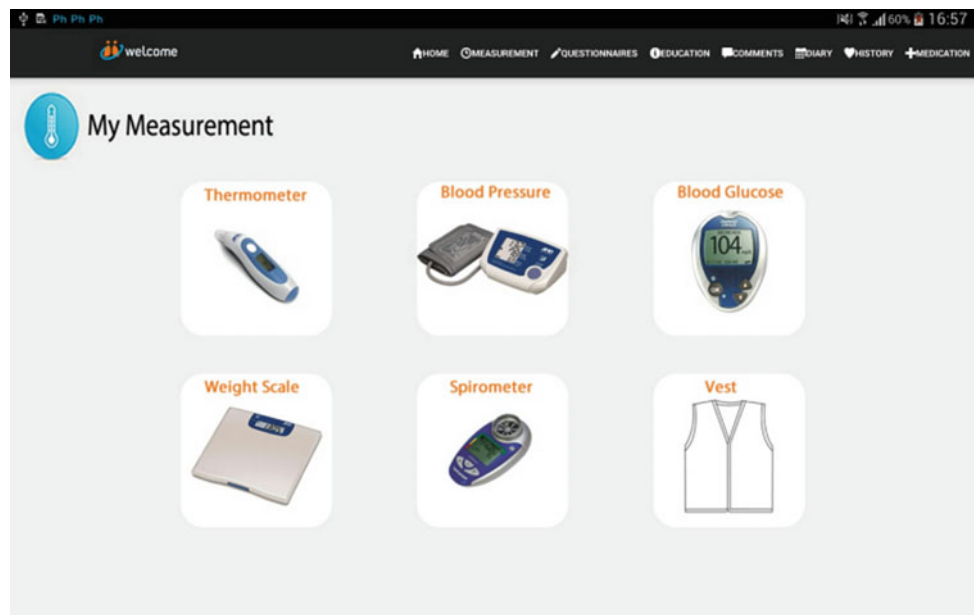 Ph Ph Ph 60% 16:57
welcome HOME MEASUREMENT QUESTIONNAIRES EDUCATION COMMENTS DIARY HISTORY MEDICATION
My Measurement
Thermometer Blood Pressure Blood Glucose
104
Weight Scale Spirometer Vest